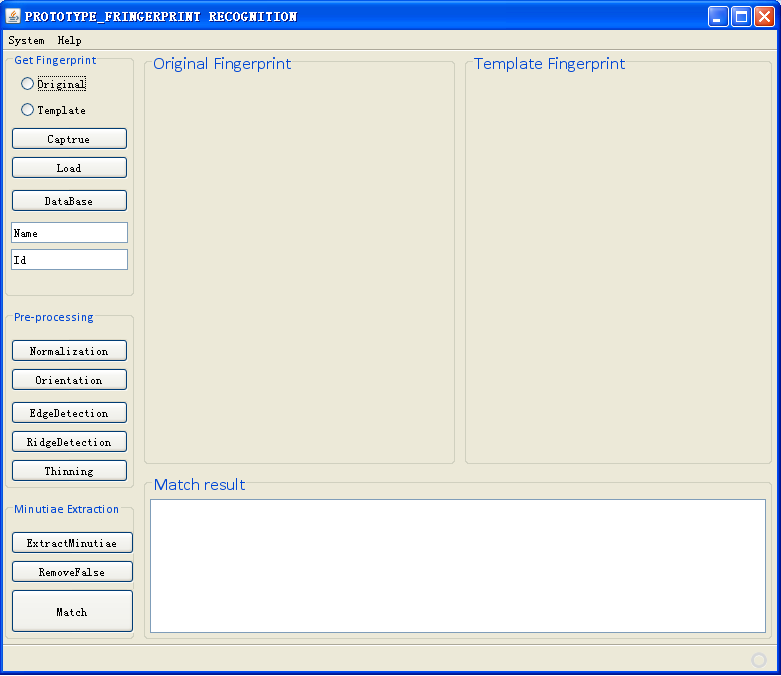 PROTOTYPE_FRINGERPRINT RECOGNITION
System Help
Get Fingerprint
Original
Template
Captrue
Load
DataBase
Name
Id
Pre-processing
Normalization
Orientation
EdgeDetection
RidgeDetection
Thinning
Minutiae Extraction
ExtractMinutiae
RemoveFalse
Match
Original Fingerprint
Template Fingerprint
Match result